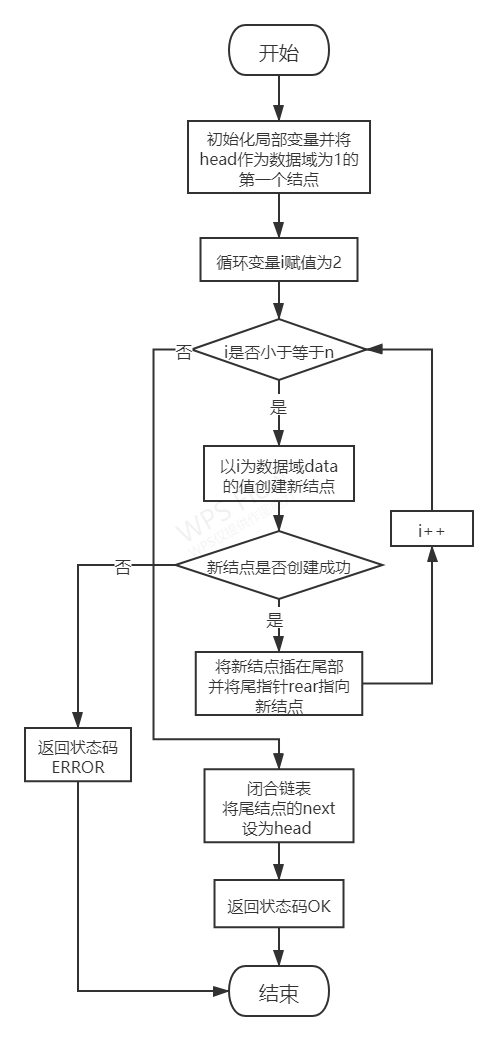 开始
初始化局部变量并将
head作为数据域为1的
第一个结点
循环变量i赋值为2
否
i是否小于等于n
是
以i为数据域data
的值创建新结点
i++
否
新结点是否创建成功
是
将新结点插在尾部
并将尾指针rear指向
新结点
返回状态码
ERROR
闭合链表
将尾结点的next
设为head
返回状态码OK
结束